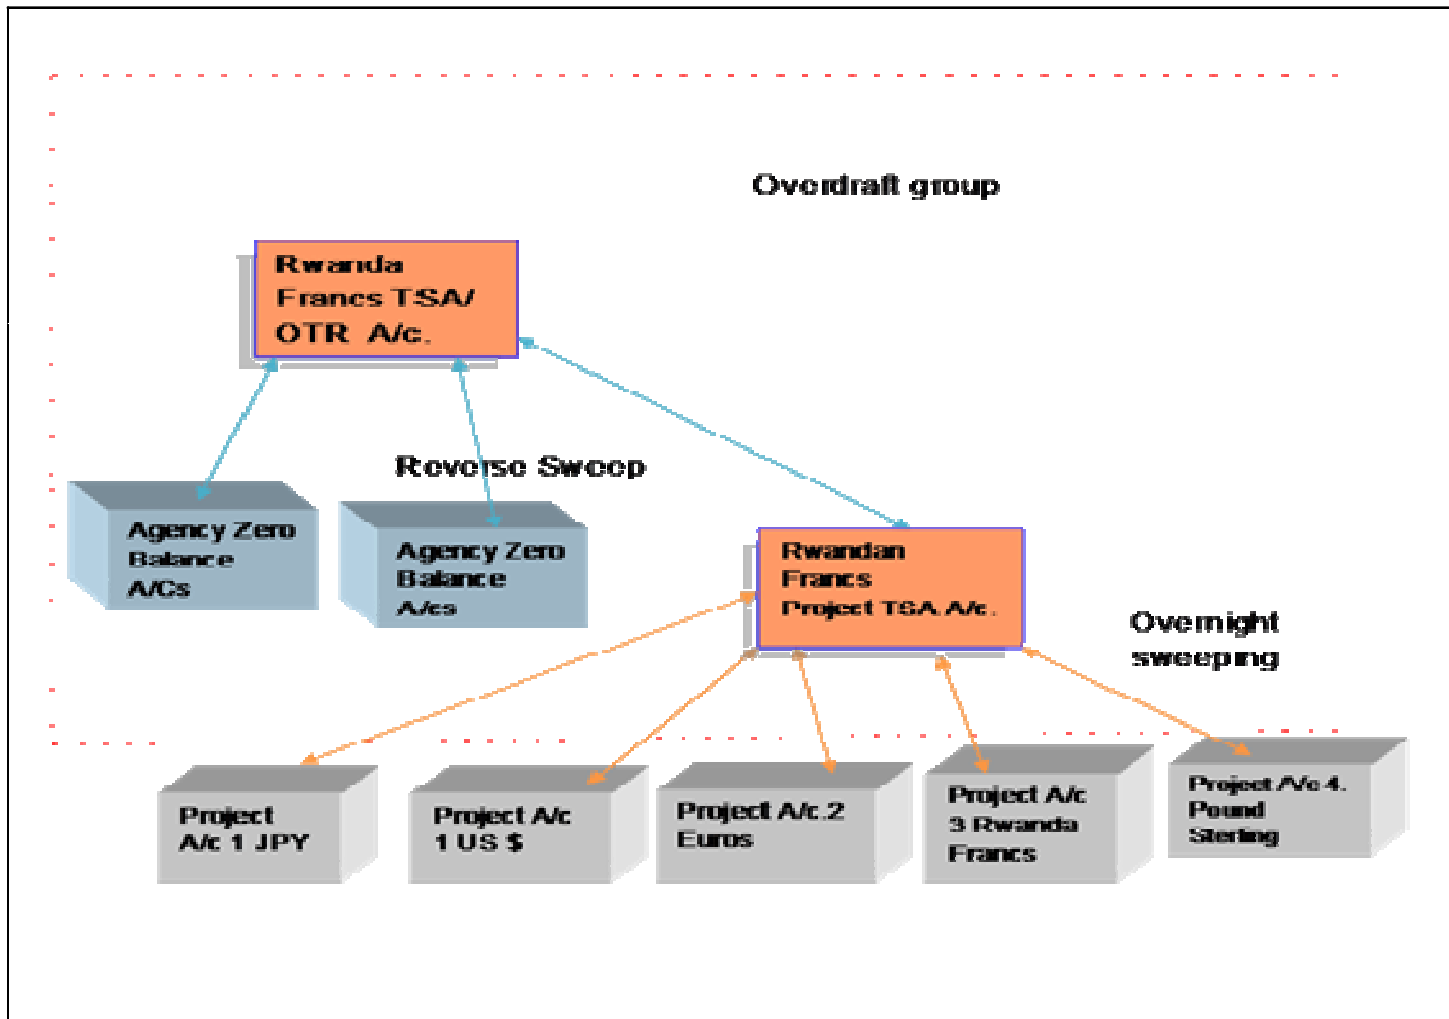 Overdraft group
Rwanda
Francs TSA/
OTR A/c.
Reverse Sweep
Agency Zero
Balance
A/Cs
Agency Zero
Balance
A/cs
Rwandan
Francs
Project TSA A/c.
Overnight
sweeping
Project
A/c 1 JPY
Project A/c
1 US $
Project A/c.2
Euros
Project A/c
3 Rwanda
Francs
Project A/c 4.
Pound
Sterling